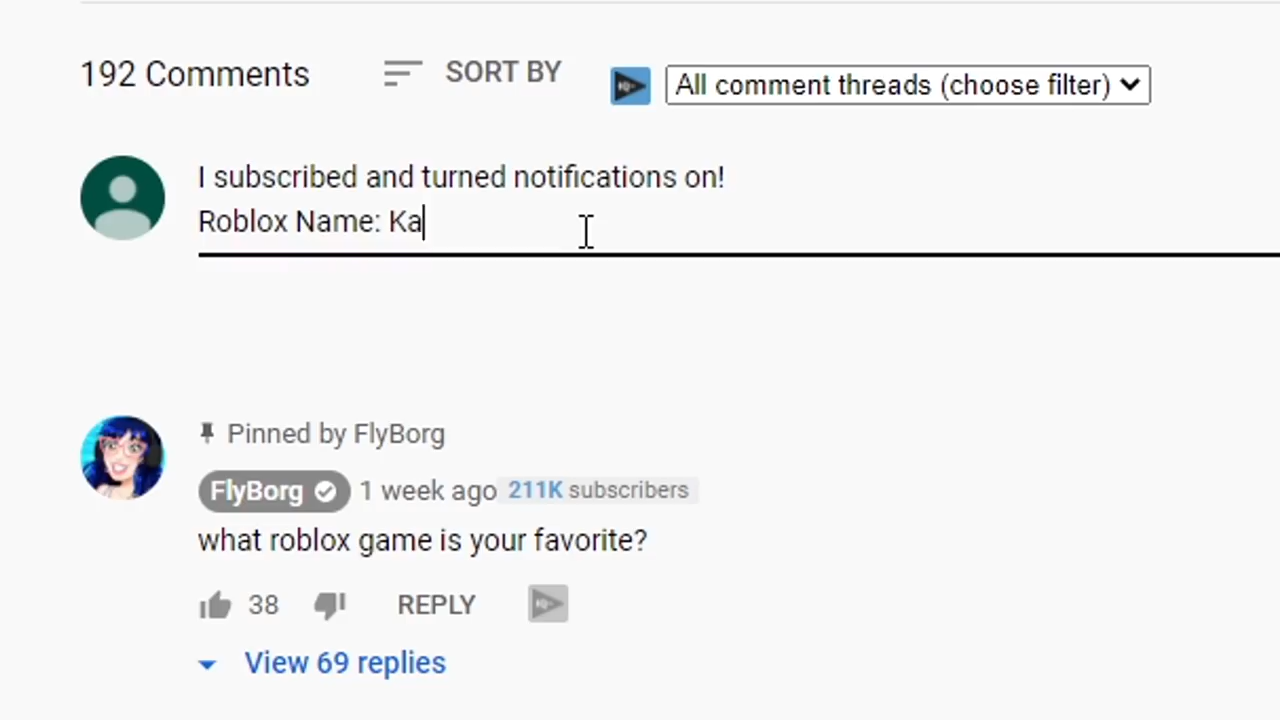 192 Comments
SORT BY
All comment threads (choose filter)
I subscribed and turned notifications on!
Roblox Name: Ka
Pinned by FlyBorg
FlyBorg 1 week ago 211K subscribers
what roblox game is your favorite?
38 REPLY
View 69 replies